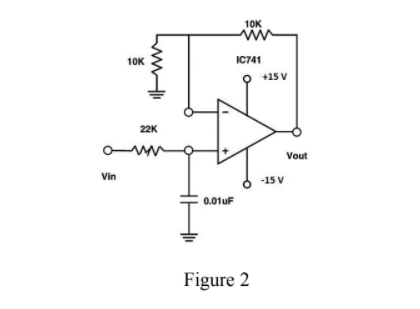 10K
10K
IC741
+15 V
-
22K
+
Vout
Vin
-15 V
0.01uF
Figure 2